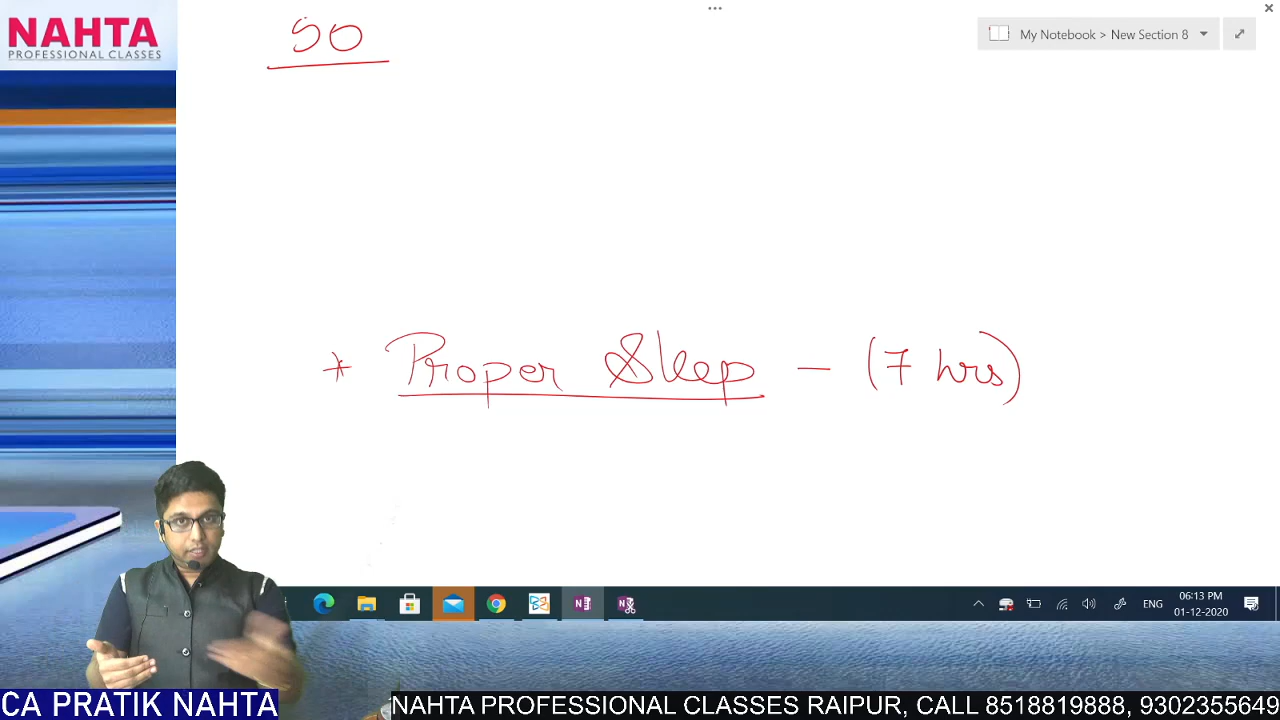 NAHTA
PROFESSIONAL CLASSES
50
My Notebook > New Section 8
* Proper Sleep - (7 hrs)
ENG
06:13 PM
01-12-2020
CA PRATIK NAHTA
NAHTA PROFESSIONAL CLASSES RAIPUR, CALL 8518819888, 9302355649